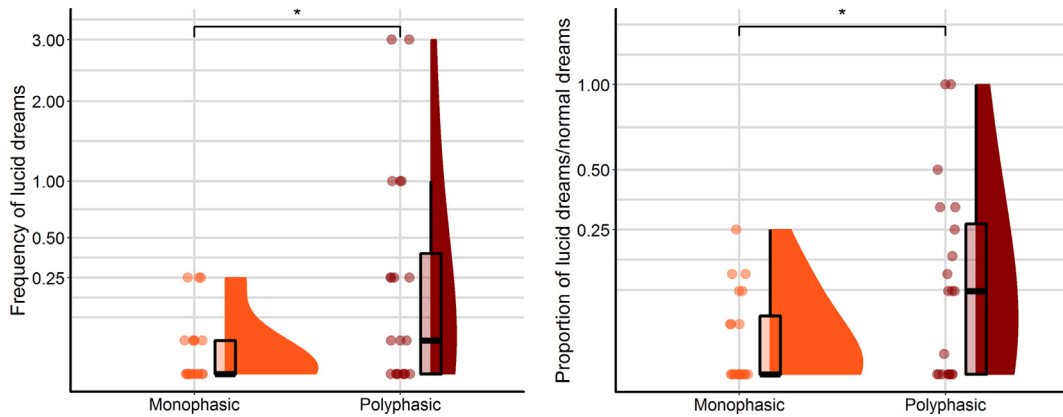 *
Frequency of lucid dreams
3.00
2.00
1.00
0.50
0.25
Monophasic
Polyphasic
*
Proportion of lucid dreams/normal dreams
1.00
0.50
0.25
Monophasic
Polyphasic